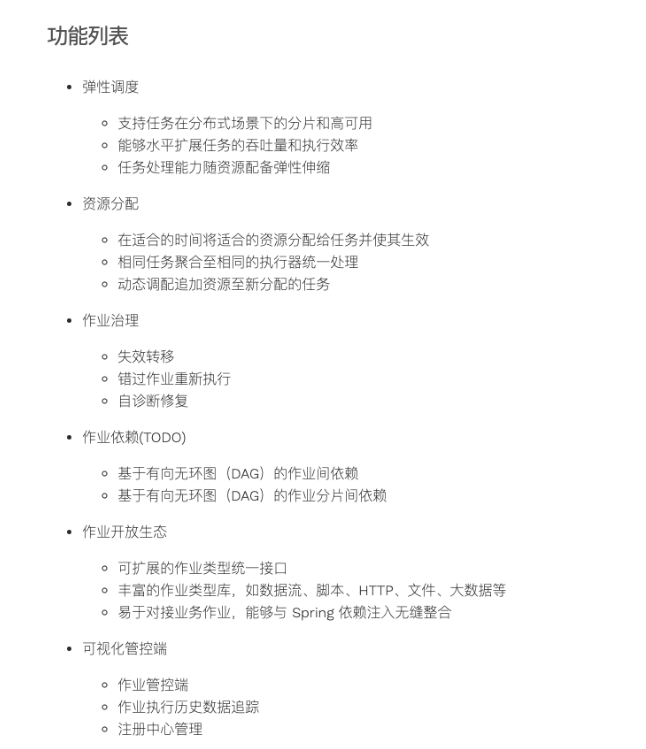 功能列表
弹性调度
支持任务在分布式场景下的分片和高可用
能够水平扩展任务的吞吐量和执行效率
任务处理能力随资源配备弹性伸缩
资源分配
在适合的时间将适合的资源分配给任务并使其生效
相同任务聚合至相同的执行器统一处理
动态调配追加资源至新分配的任务
作业治理
失效转移
错过作业重新执行
自诊断修复
作业依赖(TODO)
基于有向无环图（DAG）的作业间依赖
基于有向无环图（DAG）的作业分片间依赖
作业开放生态
可扩展的作业类型统一接口
丰富的作业类型库，如数据流、脚本、HTTP、文件、大数据等
易于对接业务作业，能够与 Spring 依赖注入无缝整合
可视化管控端
作业管控端
作业执行历史数据追踪
注册中心管理